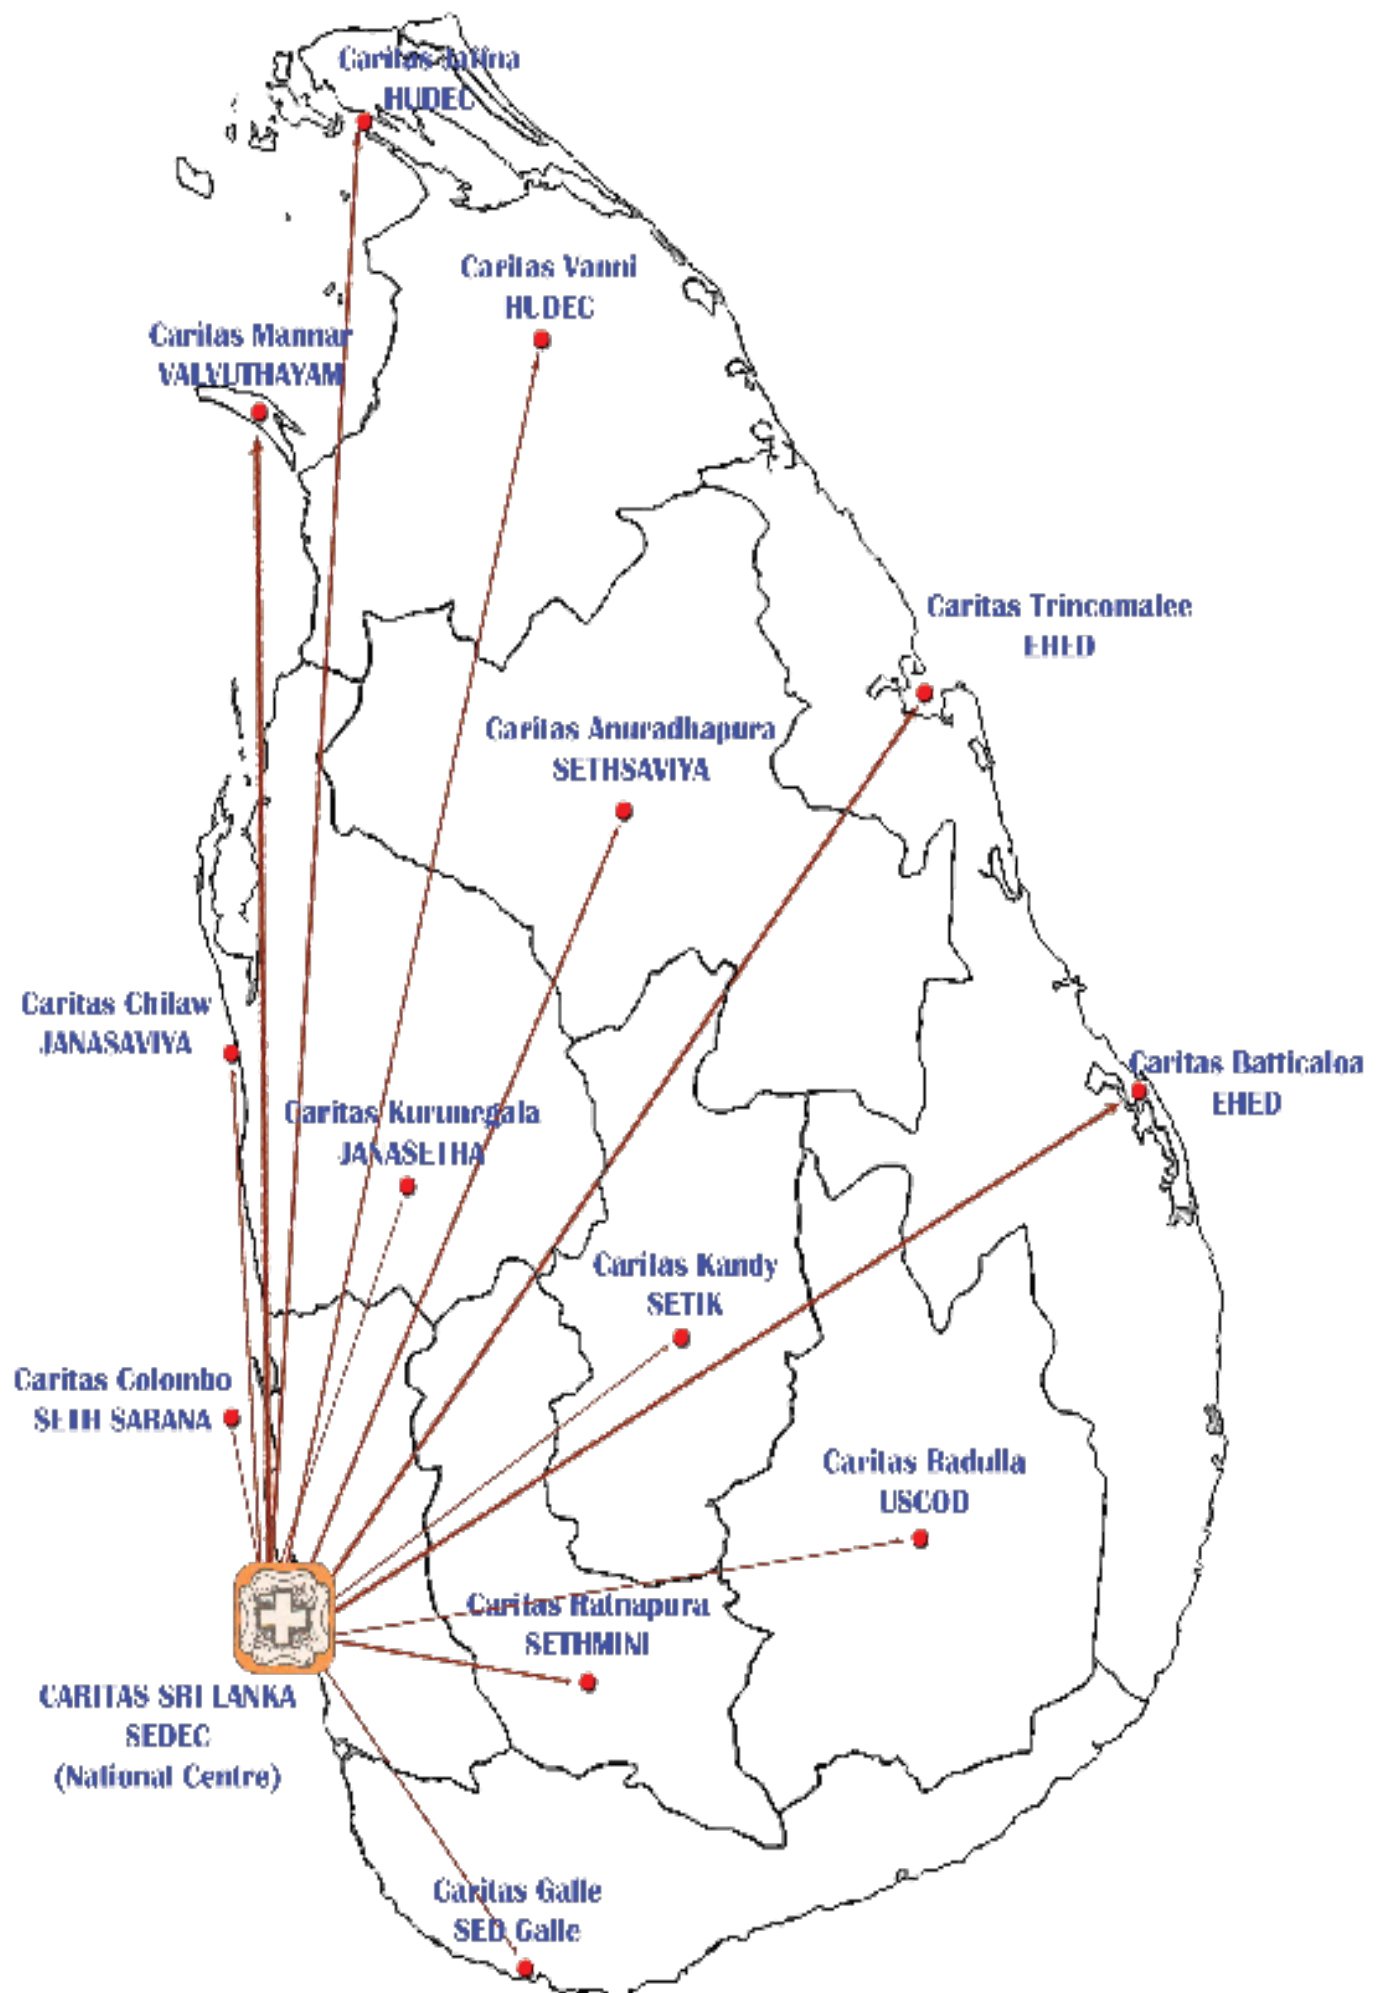 Caritas Jaffna
HUDEC
Caritas Vanni
HUDEC
Caritas Mannar
VALVUTHAYAM
Caritas Trincomalee
EHED
Caritas Anuradhapura
SETHSAVIYA
Caritas Chilaw
JANASAVIYA
Caritas Batticaloa
EHED
Caritas Kurunegala
JANASETHA
Caritas Kandy
SETIK
Caritas Colombo
SETH SARANA
Caritas Badulla
USCOD
Caritas Ratnapura
SETHMINI
CARITAS SRI LANKA
SEDEC
(National Centre)
Caritas Galle
SED Galle